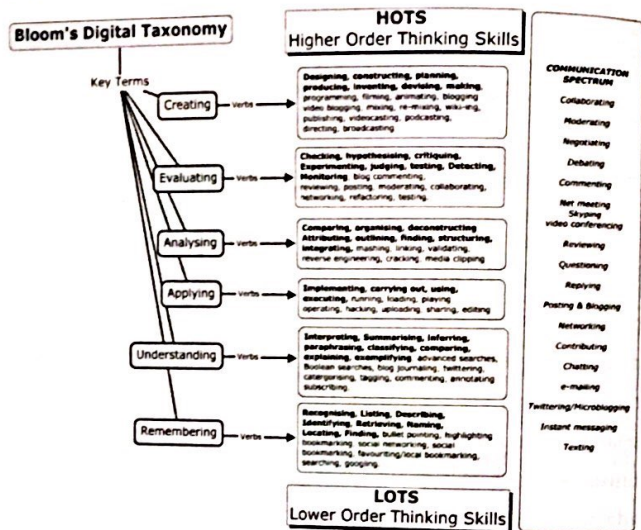 Bloom's Digital Taxonomy
HOTS
Higher Order Thinking Skills
Key Terms
Creating
Verbs
Designing, constructing, planning,
producing, inventing, devising, making,
programming, filming, animating, blogging
video blogging, mixing, re-mixing, wiki-ing,
publishing, videocasting, podcasting,
directing, broadcasting
Evaluating
Verbs
Checking, hypothesising, critiquing,
Experimenting, judging, testing, Detecting,
Monitoring, blog commenting,
reviewing, posting, moderating, collaborating,
networking, refactoring, testing.
Analysing
Verbs
Comparing, organising, deconstructing
Attributing, outlining, finding, structuring,
integrating, mashing, linking, validating,
reverse engineering, cracking, media clipping
Applying
Verbs
Implementing, carrying out, using,
executing, running, loading, playing
operating, hacking, uploading, sharing, editing
Understanding
Verbs
Interpreting, Summarising, inferring,
paraphrasing, classifying, comparing,
explaining, exemplifying, advanced searches,
Boolean searches, blog journaling, twittering,
catergorising, tagging, commenting, annotating
subscribing.
Remembering
Verbs
Recognising, Listing, Describing,
Identifying, Retrieving, Naming,
Locating, Finding, bullet pointing, highlighting
bookmarking, social networking, social
bookmarking, favouriting/local bookmarking,
searching, googling.
LOTS
Lower Order Thinking Skills
COMMUNICATION
SPECTRUM
Collaborating
Moderating
Negotiating
Debating
Commenting
Net meeting
Skyping
video conferencing
Reviewing
Questioning
Replying
Posting & Blogging
Networking
Contributing
Chatting
e-mailing
Twittering/Microblogging
Instant messaging
Texting